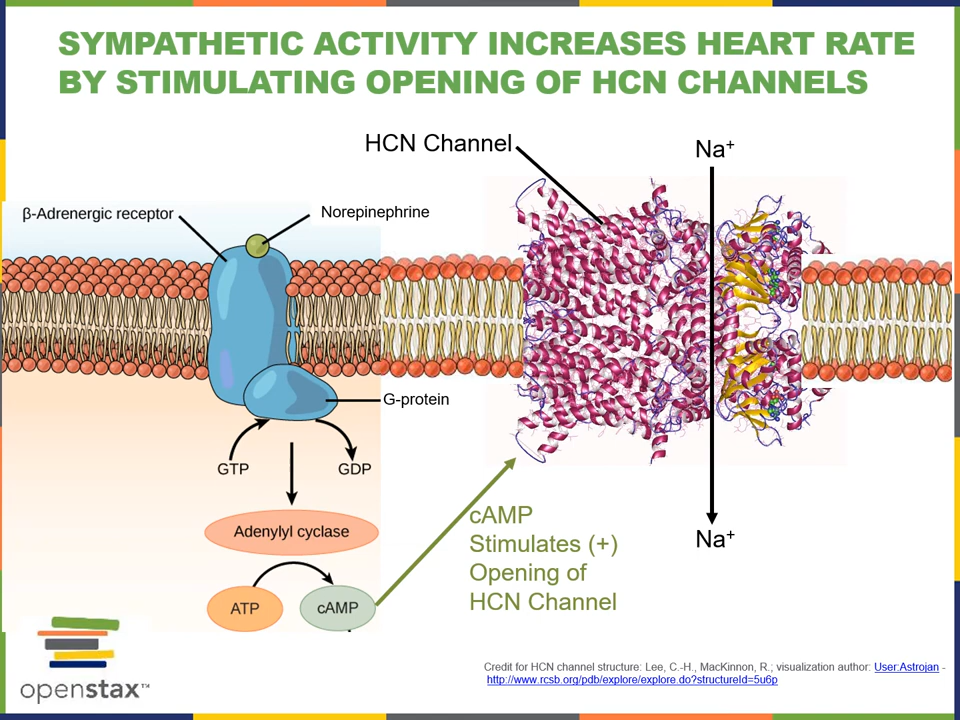 SYMPATHETIC ACTIVITY INCREASES HEART RATE
BY STIMULATING OPENING OF HCN CHANNELS
HCN Channel
Na⁺
β-Adrenergic receptor
Norepinephrine
G-protein
GTP
GDP
Adenylyl cyclase
ATP
cAMP
cAMP
Stimulates (+)
Opening of
HCN Channel
Na⁺
openstax™
Credit for HCN channel structure: Lee, C.-H., MacKinnon, R.; visualization author: User:Astrojan -
http://www.rcsb.org/pdb/explore/explore.do?structureId=5u6p